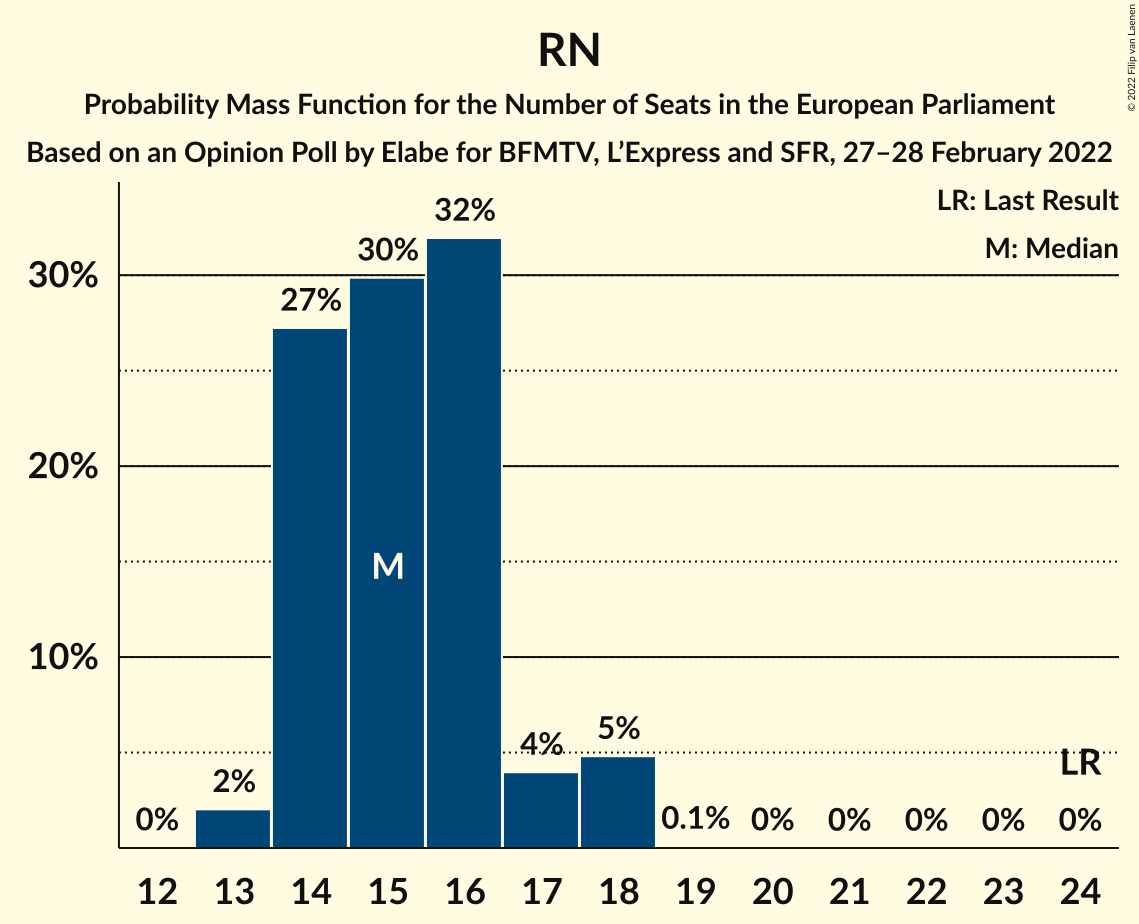 RN
Probability Mass Function for the Number of Seats in the European Parliament
Based on an Opinion Poll by Elabe for BFMTV, L’Express and SFR, 27–28 February 2022
© 2022 Filip van Laenen
LR: Last Result
M: Median
30%
20%
10%
0%
2%
27%
30%
32%
4%
5%
0.1%
0%
0%
0%
0%
0%
M
LR
12 13 14 15 16 17 18 19 20 21 22 23 24